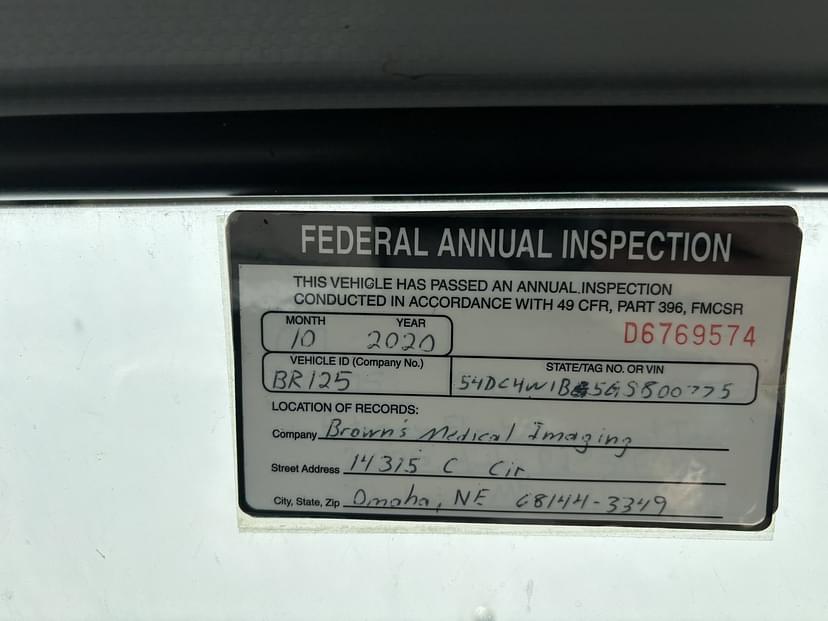 FEDERAL ANNUAL INSPECTION
THIS VEHICLE HAS PASSED AN ANNUAL INSPECTION
CONDUCTED IN ACCORDANCE WITH 49 CFR, PART 396, FMCSR
MONTH YEAR
10 2020
D6769574
VEHICLE ID (Company No.) STATE/TAG NO. OR VIN
BR125
LOCATION OF RECORDS:
Company Brown's Medical Imaging
Street Address 14315 C Cir
City, State, Zip Omaha, NE 68144-3349